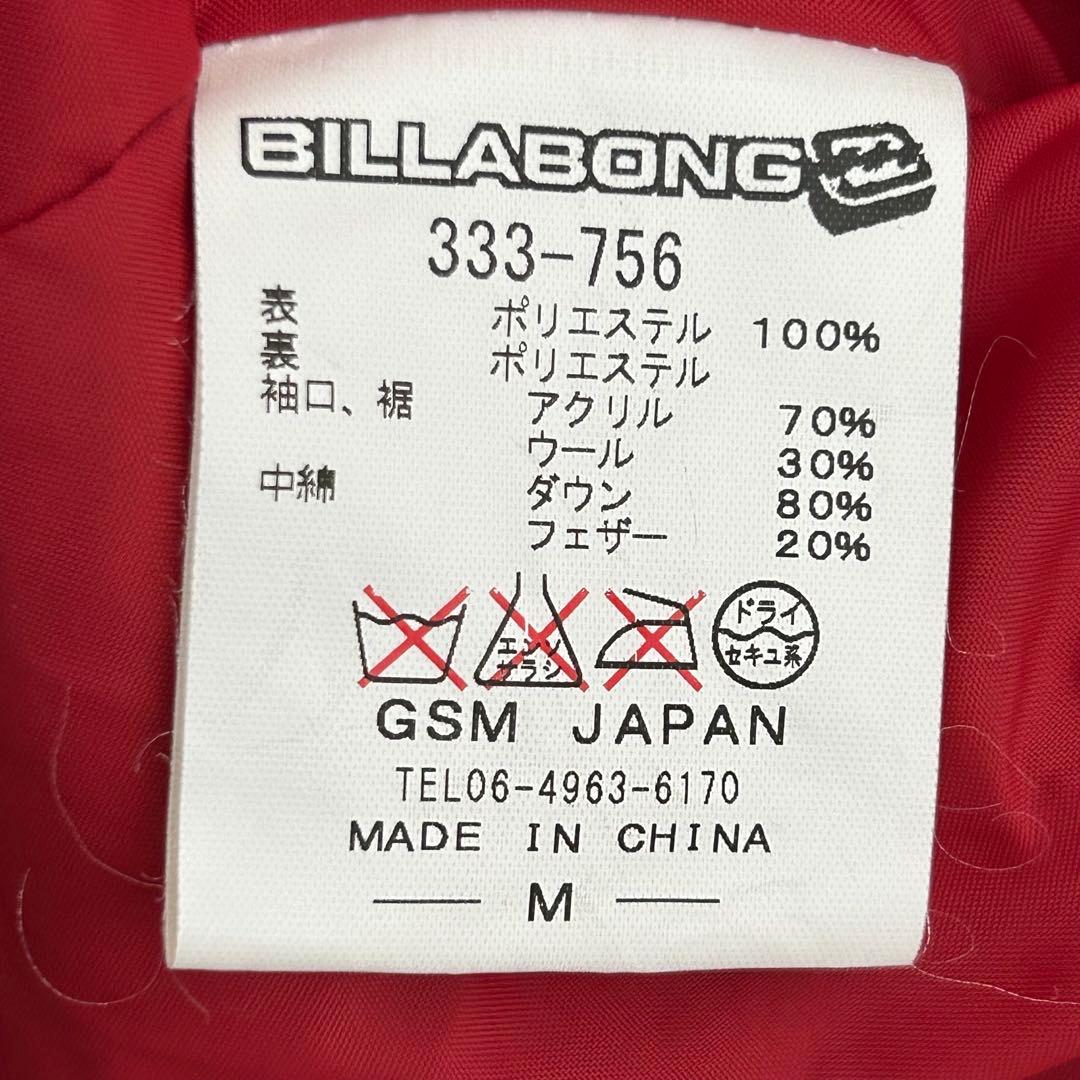 BILLABONG
333-756
表 ポリエステル 100%
裏 ポリエステル
袖口、裾 アクリル 70%
ウール 30%
中綿 ダウン 80%
フェザー 20%
エンソ
サラシ
ドライ
セキユ系
GSM JAPAN
TEL06-4963-6170
MADE IN CHINA
M